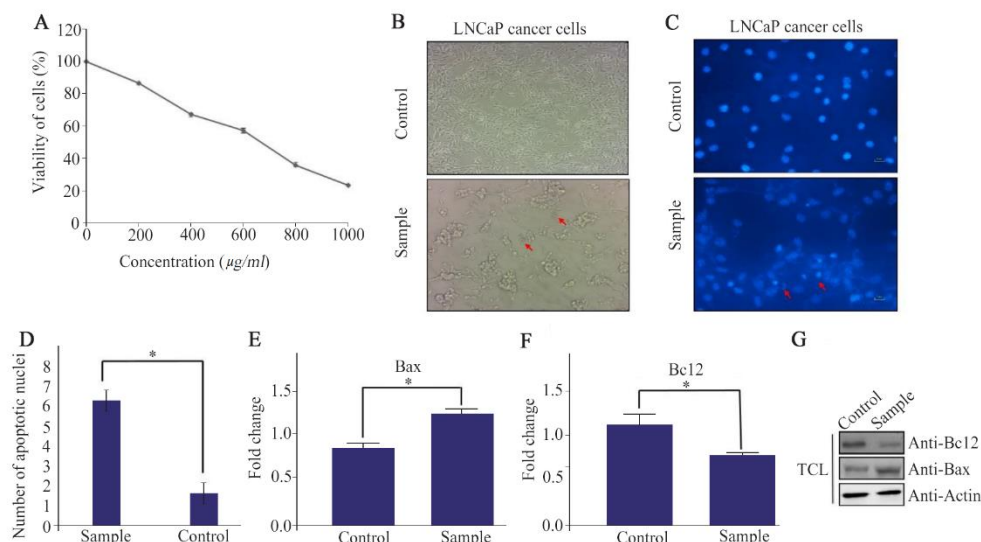 A
Viability of cells (%)
120
100
80
60
40
20
0
0 200 400 600 800 1000
Concentration (µg/ml)
B
LNCaP cancer cells
Control
Sample
C
LNCaP cancer cells
Control
Sample
D
Number of apoptotic nuclei
8
7
6
5
4
3
2
1
0
*
Sample Control
E
Bax
*
Fold change
1.5
1.0
0.5
0.0
Control Sample
F
Bc12
*
Fold change
1.5
1.0
0.5
0.0
Control Sample
G
Control Sample
TCL
Anti-Bc12
Anti-Bax
Anti-Actin